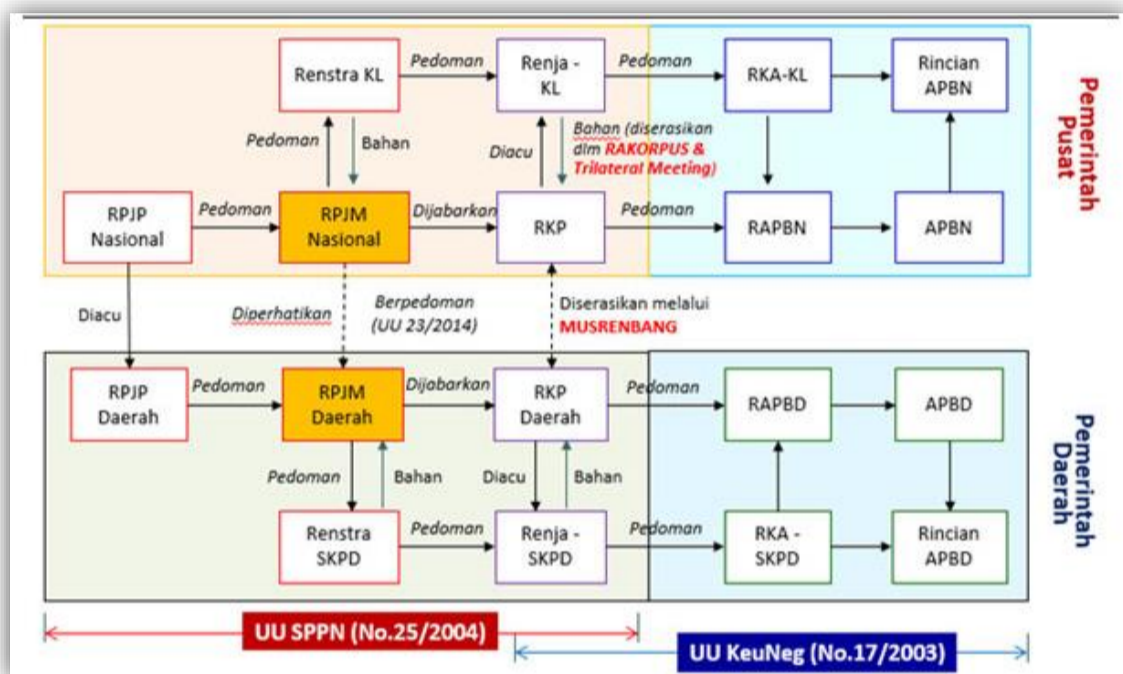 Renstra KL
Pedoman
Renja -
KL
Pedoman
RKA-KL
Rincian
APBN
Pemerintah
Pusat
Pedoman
Bahan
Diacu
Bahan (diserasikan
dlm RAKORPUS &
Trilateral Meeting)
RPJP
Nasional
Pedoman
RPJM
Nasional
Dijabarkan
RKP
Pedoman
RAPBN
APBN
Diacu
Diperhatikan
Berpedoman
(UU 23/2014)
Diserasikan melalui
MUSRENBANG
RPJP
Daerah
Pedoman
RPJM
Daerah
Dijabarkan
RKP
Daerah
Pedoman
RAPBD
APBD
Pemerintah
Daerah
Pedoman
Bahan
Diacu
Bahan
Renstra
SKPD
Pedoman
Renja -
SKPD
Pedoman
RKA -
SKPD
Rincian
APBD
UU SPPN (No.25/2004)
UU KeuNeg (No.17/2003)